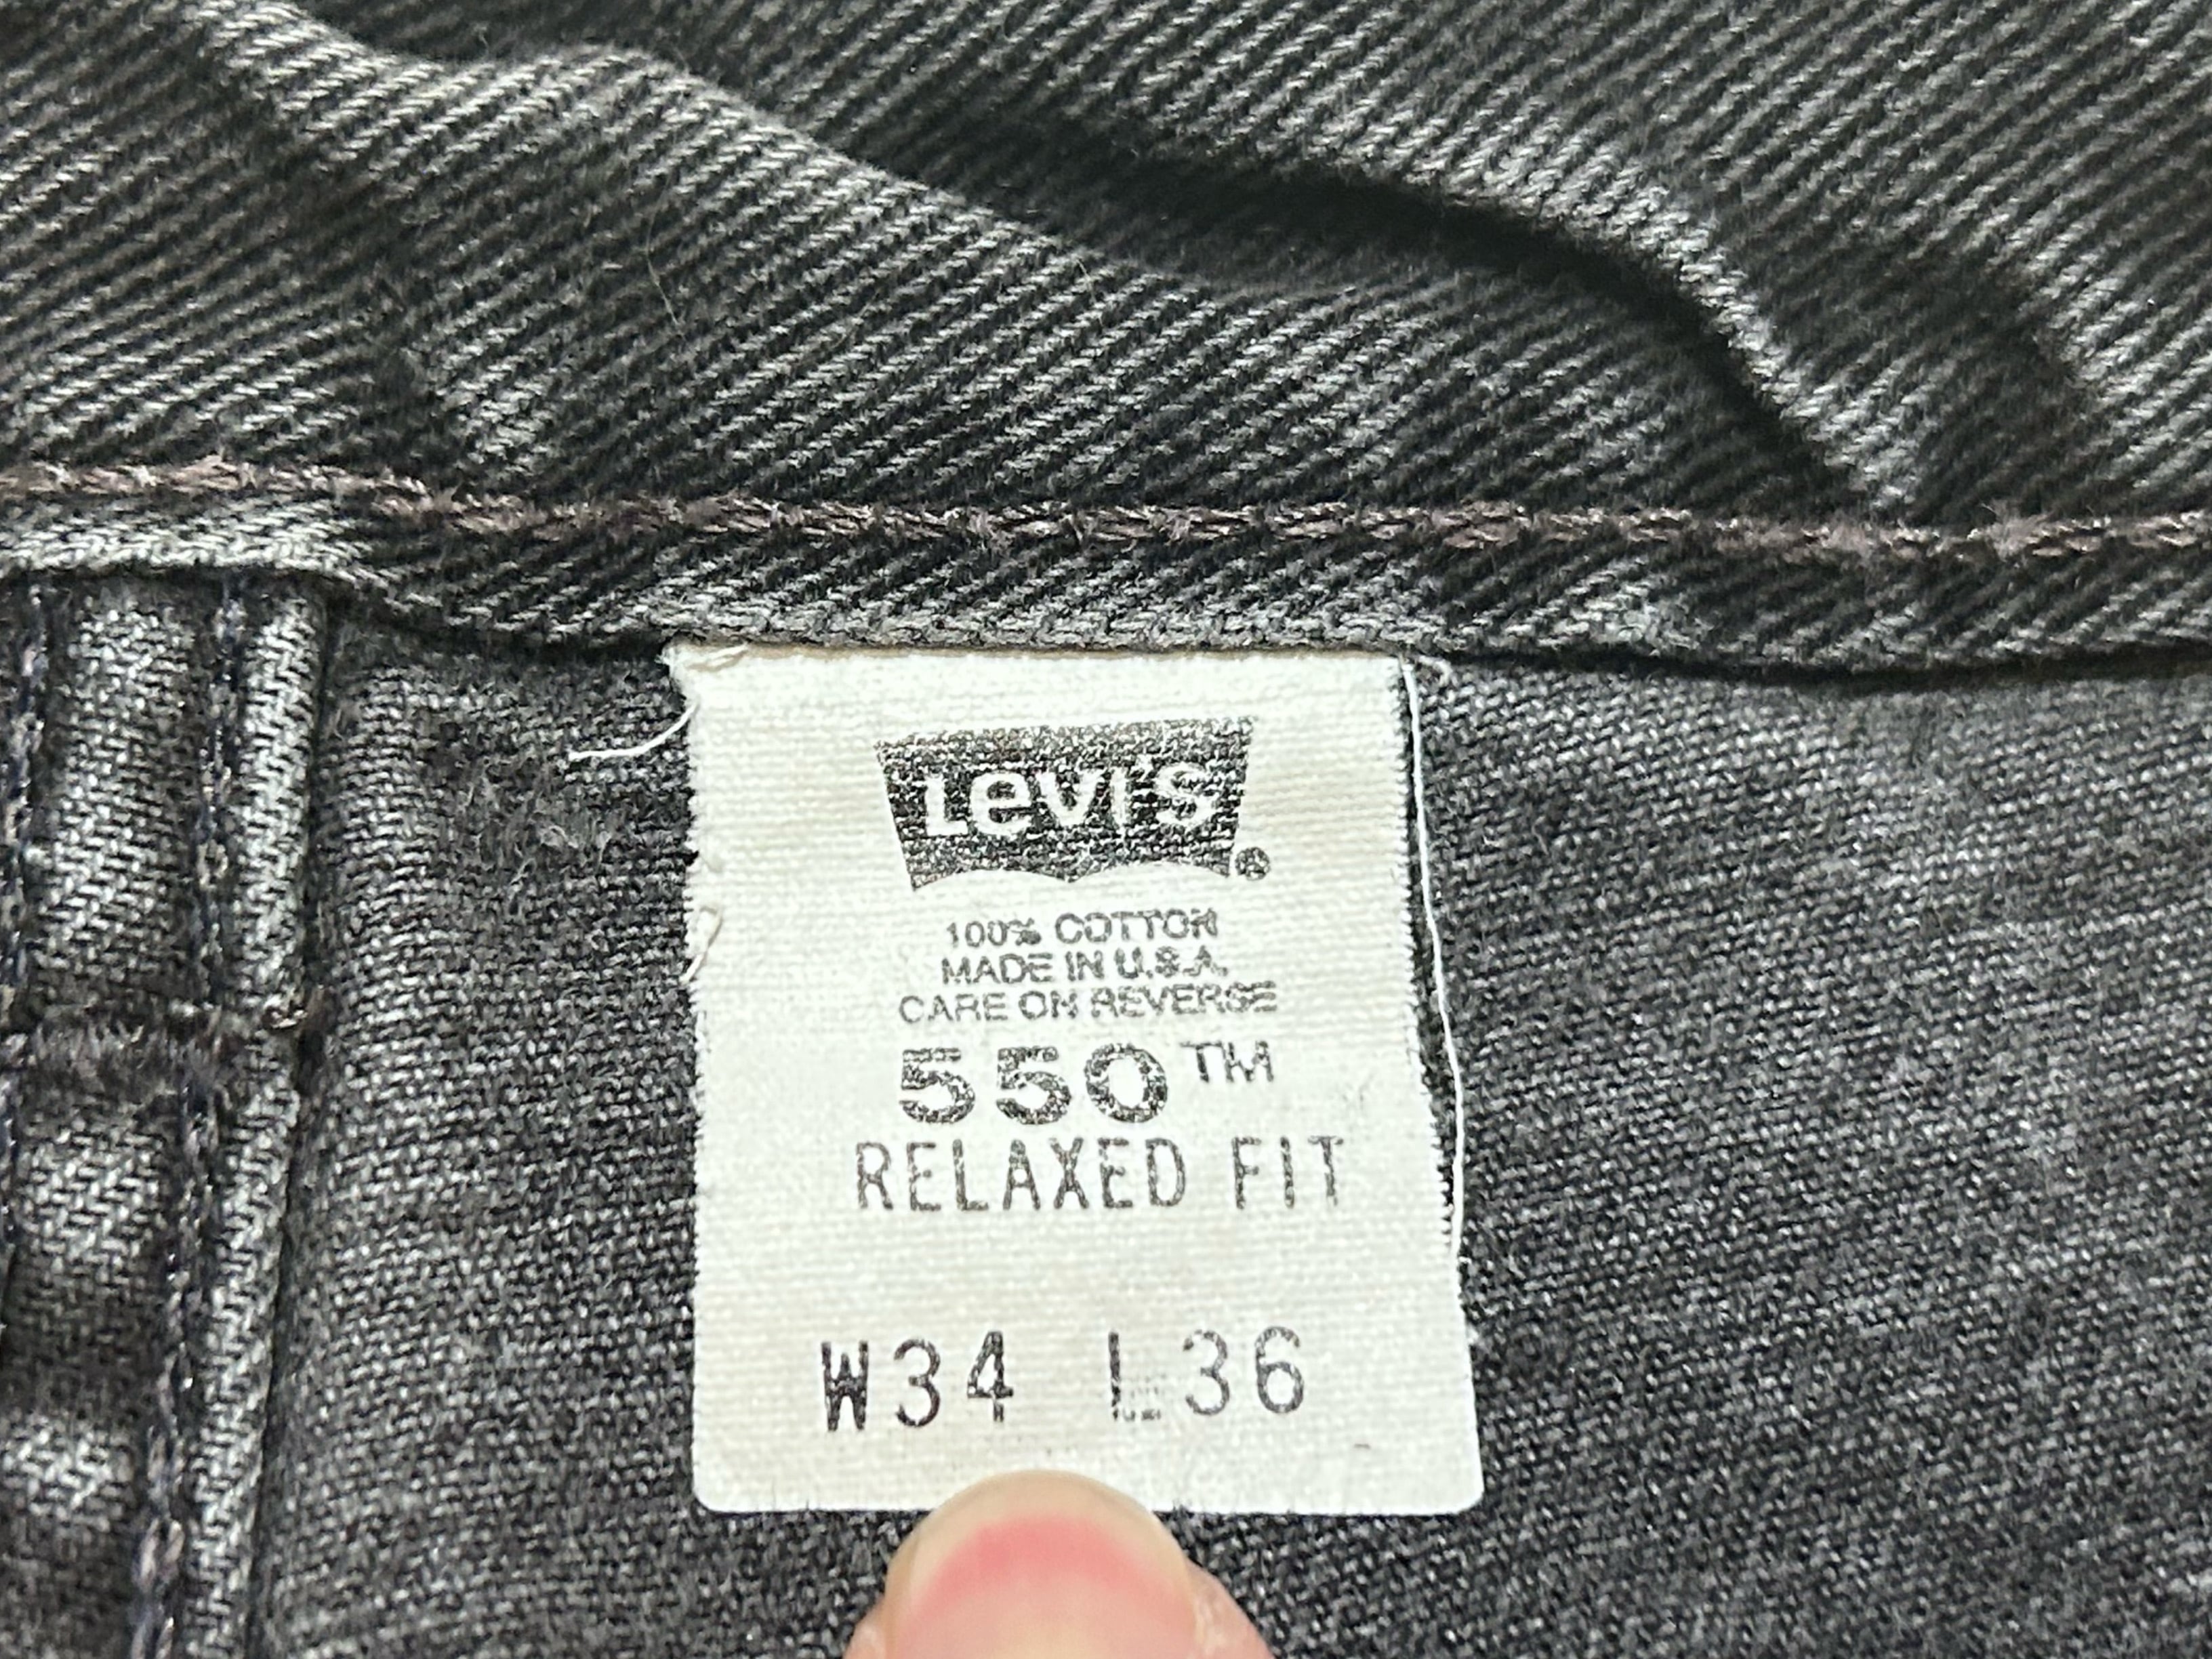 Levi's®
100% COTTON
MADE IN U.S.A.
CARE ON REVERSE
550™
RELAXED FIT
W34 L36